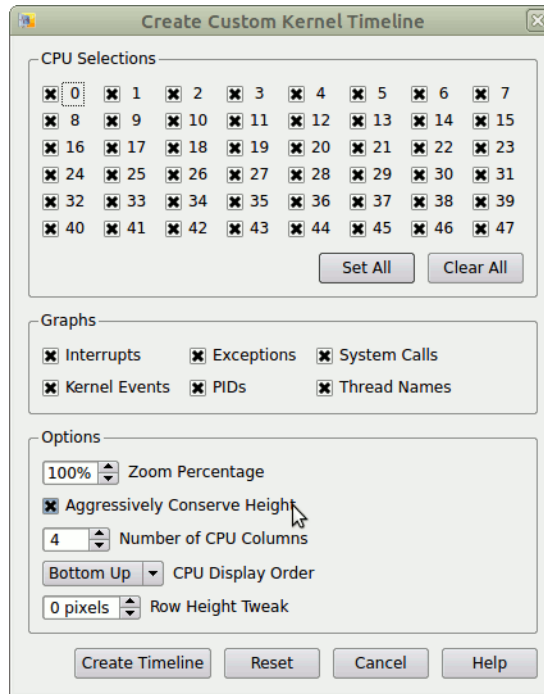 Create Custom Kernel Timeline
CPU Selections
0 1 2 3 4 5 6 7
8 9 10 11 12 13 14 15
16 17 18 19 20 21 22 23
24 25 26 27 28 29 30 31
32 33 34 35 36 37 38 39
40 41 42 43 44 45 46 47
Set All Clear All
Graphs
Interrupts Exceptions System Calls
Kernel Events PIDs Thread Names
Options
100% Zoom Percentage
Aggressively Conserve Height
4 Number of CPU Columns
Bottom Up CPU Display Order
0 pixels Row Height Tweak
Create Timeline Reset Cancel Help